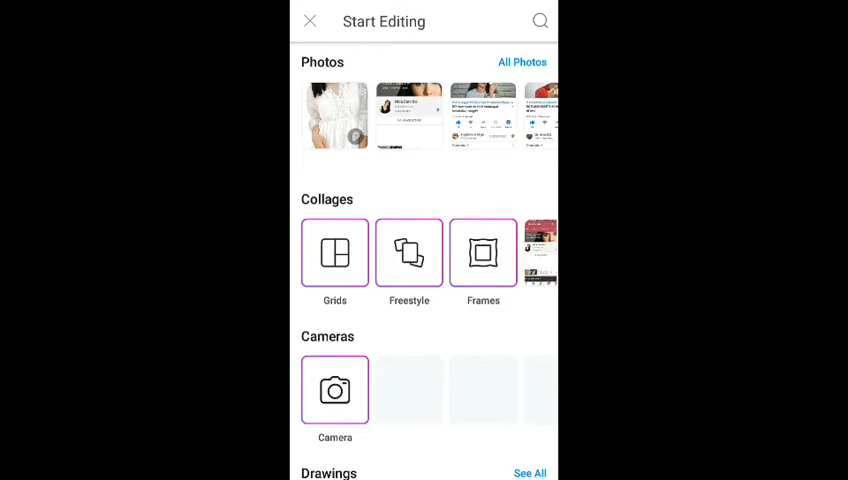 Start Editing
Photos
All Photos
Collages
Grids
Freestyle
Frames
Cameras
Camera
Drawings
See All